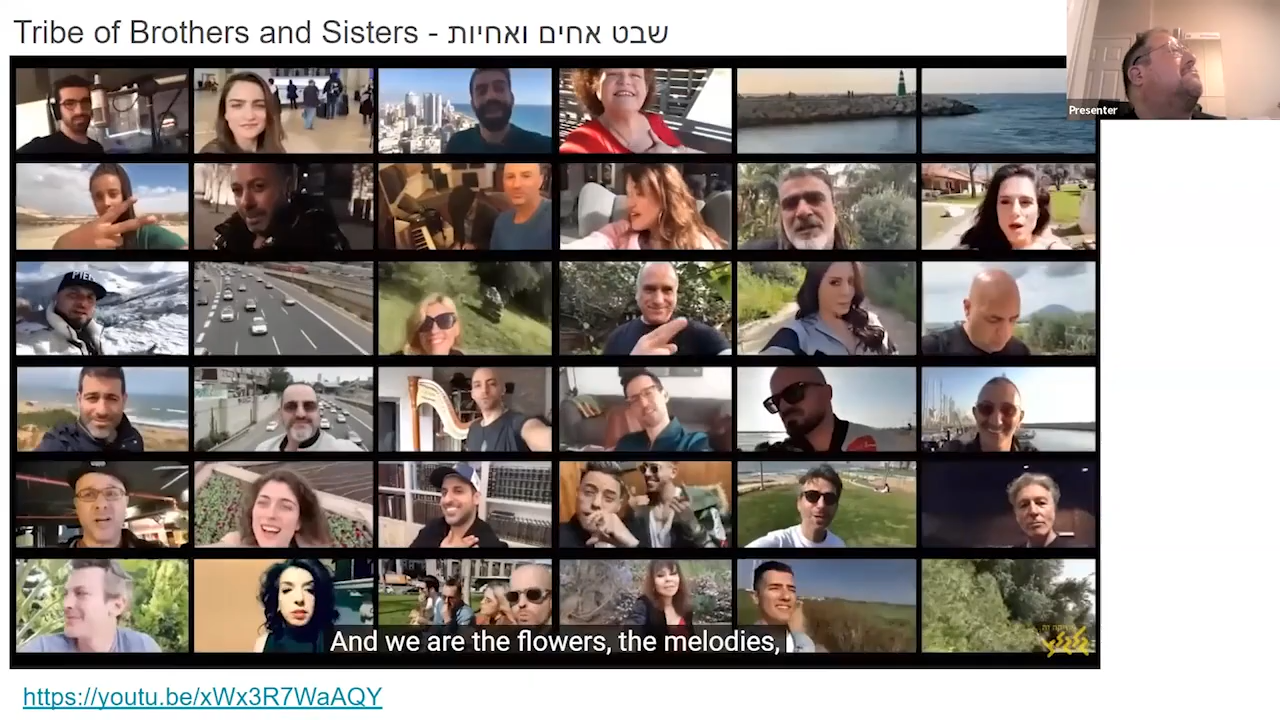 Tribe of Brothers and Sisters - שבט אחים ואחיות
Presenter
And we are the flowers, the melodies,
https://youtu.be/xWx3R7WaAQY